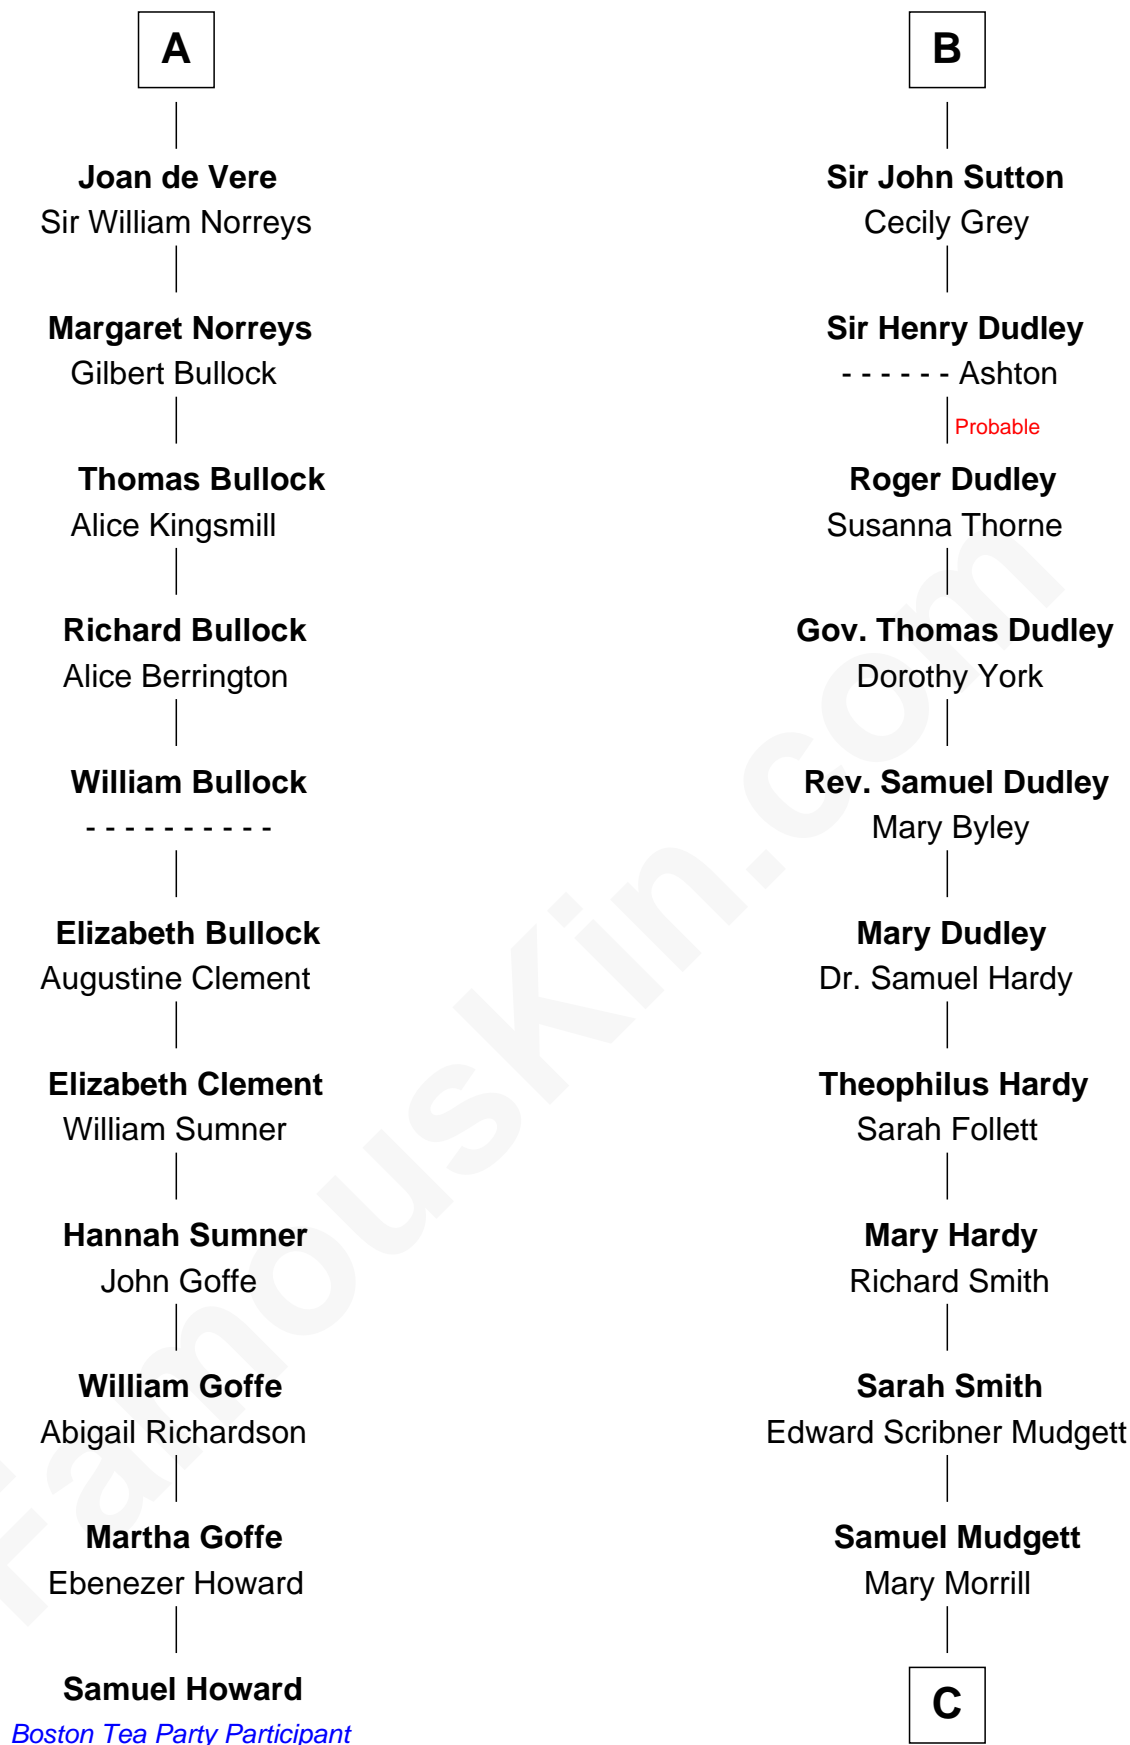 A
Joan de Vere
Sir William Norreys
Margaret Norreys
Gilbert Bullock
Thomas Bullock
Alice Kingsmill
Richard Bullock
Alice Berrington
William Bullock
- - - - - - - - - -
Elizabeth Bullock
Augustine Clement
Elizabeth Clement
William Sumner
Hannah Sumner
John Goffe
William Goffe
Abigail Richardson
Martha Goffe
Ebenezer Howard
Samuel Howard
Boston Tea Party Participant
B
Sir John Sutton
Cecily Grey
Sir Henry Dudley
- - - - - - Ashton
Probable
Roger Dudley
Susanna Thorne
Gov. Thomas Dudley
Dorothy York
Rev. Samuel Dudley
Mary Byley
Mary Dudley
Dr. Samuel Hardy
Theophilus Hardy
Sarah Follett
Mary Hardy
Richard Smith
Sarah Smith
Edward Scribner Mudgett
Samuel Mudgett
Mary Morrill
C
FamousKin.com